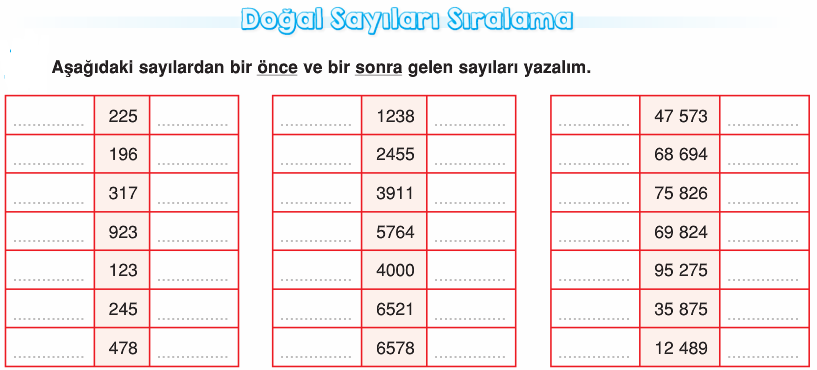 Doğal Sayıları Sıralama
Aşağıdaki sayılardan bir önce ve bir sonra gelen sayıları yazalım.
225 1238 47 573
196 2455 68 694
317 3911 75 826
923 5764 69 824
123 4000 95 275
245 6521 35 875
478 6578 12 489